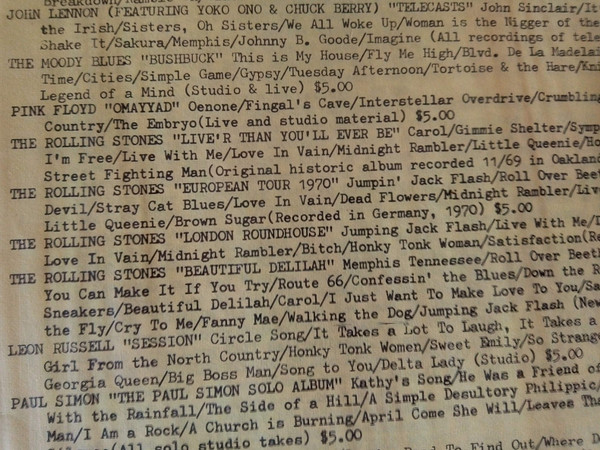 JOHN LENNON (FEATURING YOKO ONO & CHUCK BERRY) "TELECASTS" John Sinclair/It
the Irish/Sisters, Oh Sisters/We All Woke Up/Woman is the Nigger of the
Shake It/Sakura/Memphis/Johnny B. Goode/Imagine (All recordings of tele
THE MOODY BLUES "BUSHBUCK" This is My House/Fly Me High/Blvd. De La Madelai
Time/Cities/Simple Game/Gypsy/Tuesday Afternoon/Tortoise & the Hare/Kni
Legend of a Mind (Studio & live) $5.00
PINK FLOYD "OMAYYAD" Oenone/Fingal's Cave/Interstellar Overdrive/Crumbling
Country/The Embryo(Live and studio material) $5.00
THE ROLLING STONES "LIVE'R THAN YOU'LL EVER BE" Carol/Gimmie Shelter/Symp
I'm Free/Live With Me/Love In Vain/Midnight Rambler/Little Queenie/Ho
Street Fighting Man(Original historic album recorded 11/69 in Oakland
THE ROLLING STONES "EUROPEAN TOUR 1970" Jumpin' Jack Flash/Roll Over Beet
Devil/Stray Cat Blues/Love In Vain/Dead Flowers/Midnight Rambler/Liv
Little Queenie/Brown Sugar(Recorded in Germany, 1970) $5.00
THE ROLLING STONES "LONDON ROUNDHOUSE" Jumping Jack Flash/Live With Me/D
Love In Vain/Midnight Rambler/Bitch/Honky Tonk Woman/Satisfaction(Re
THE ROLLING STONES "BEAUTIFUL DELILAH" Memphis Tennessee/Roll Over Beet
You Can Make It If You Try/Route 66/Confessin' the Blues/Down the R
Sneakers/Beautiful Delilah/Carol/I Just Want To Make Love To You/Sa
the Fly/Cry To Me/Fanny Mae/Walking the Dog/Jumping Jack Flash (New
LEON RUSSELL "SESSION" Circle Song/It Takes a Lot To Laugh, It Takes a
Girl From the North Country/Honky Tonk Women/Sweet Emily/So Strange
Georgia Queen/Big Boss Man/Song to You/Delta Lady (Studio) $5.00
PAUL SIMON "THE PAUL SIMON SOLO ALBUM" Kathy's Song/He Was a Friend of
With the Rainfall/The Side of a Hill/A Simple Desultory Philippic/
Man/I Am a Rock/A Church is Burning/April Come She Will/Leaves Tha
(All solo studio takes) $5.00
To Find Out/Where D